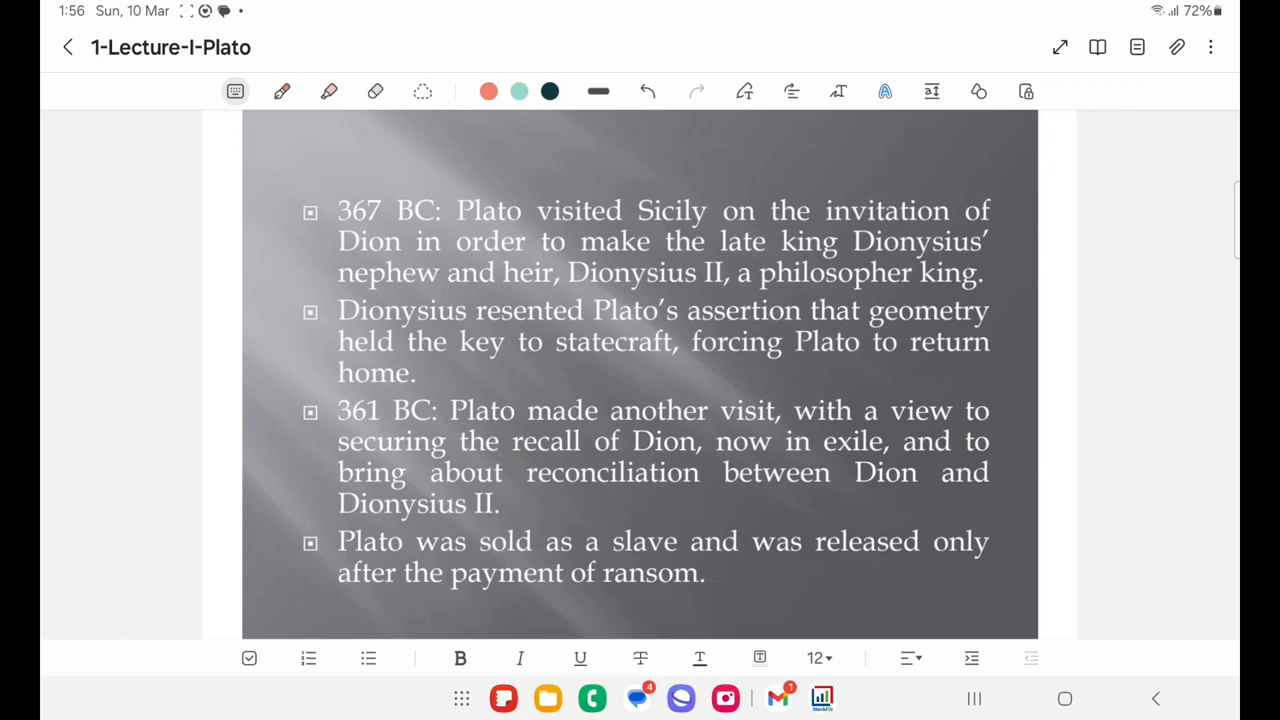 1:56 Sun, 10 Mar
72%
1-Lecture-I-Plato
367 BC: Plato visited Sicily on the invitation of
Dion in order to make the late king Dionysius’
nephew and heir, Dionysius II, a philosopher king.
Dionysius resented Plato’s assertion that geometry
held the key to statecraft, forcing Plato to return
home.
361 BC: Plato made another visit, with a view to
securing the recall of Dion, now in exile, and to
bring about reconciliation between Dion and
Dionysius II.
Plato was sold as a slave and was released only
after the payment of ransom.
B I U T T T 12
4 1
StockFin